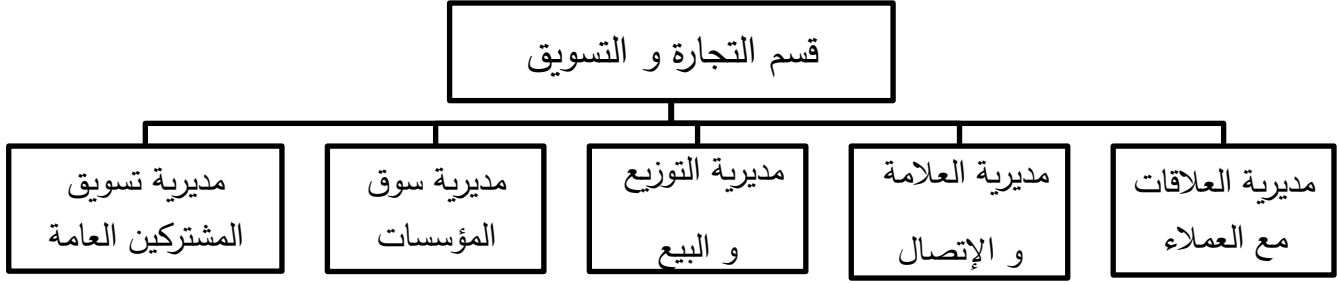 قسم التجارة و التسويق
مديرية العلاقات
مع العملاء
مديرية العلامة
و الإتصال
مديرية التوزيع
و البيع
مديرية سوق
المؤسسات
مديرية تسويق
المشتركين العامة